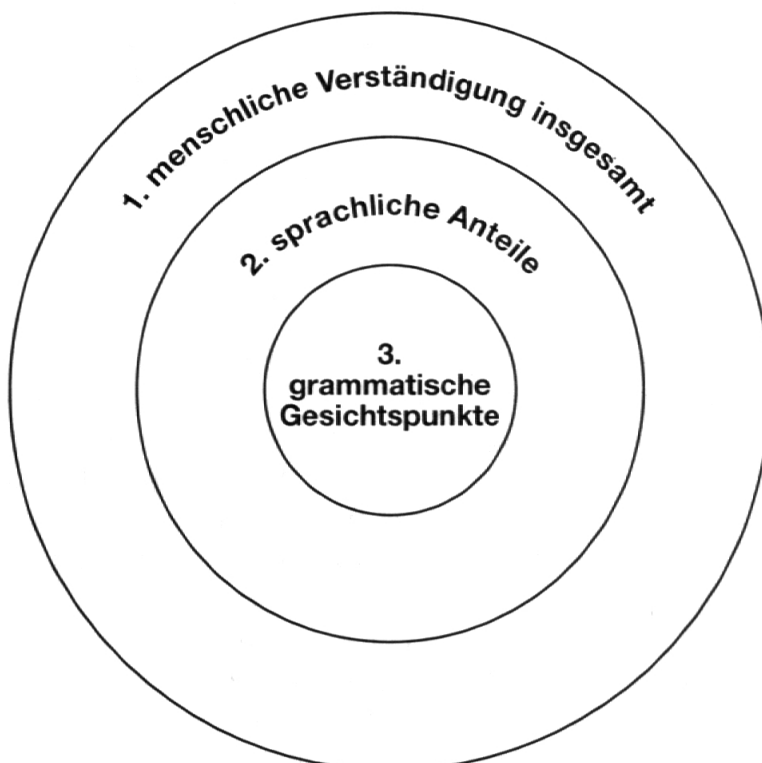 1. menschliche Verständigung insgesamt
2. sprachliche Anteile
3.
grammatische
Gesichtspunkte